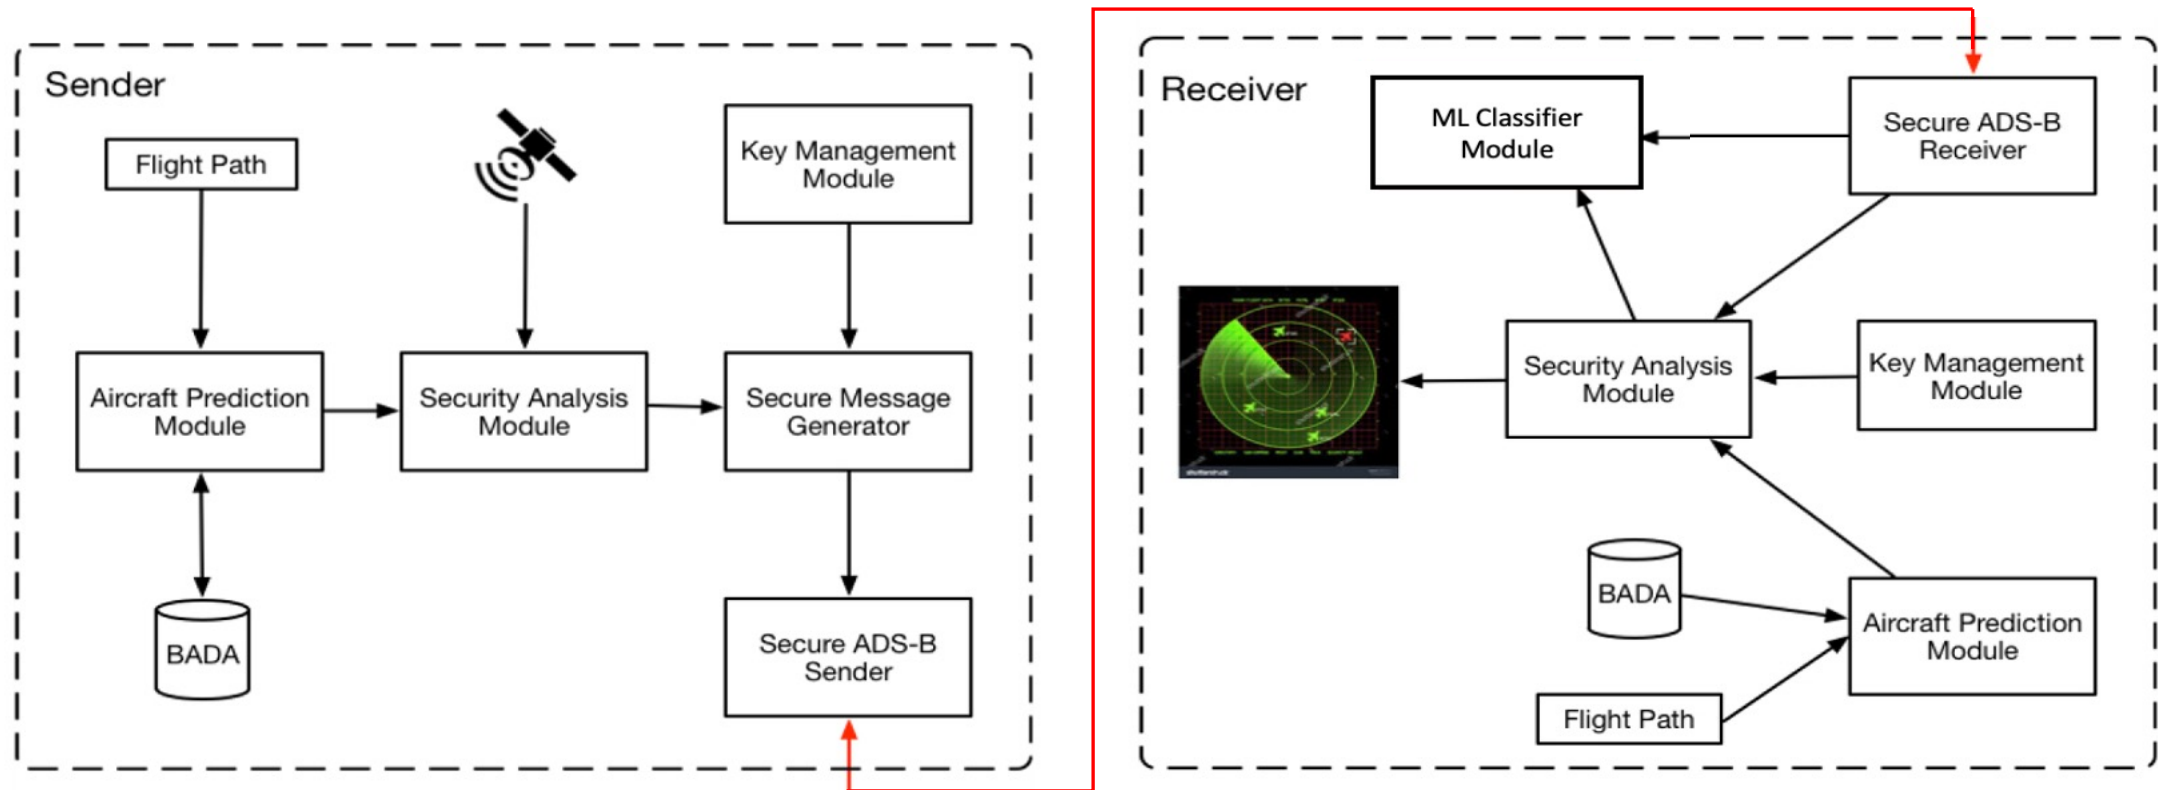 Sender
Flight Path
Key Management
Module
Aircraft Prediction
Module
Security Analysis
Module
Secure Message
Generator
BADA
Secure ADS-B
Sender
Receiver
ML Classifier
Module
Secure ADS-B
Receiver
Security Analysis
Module
Key Management
Module
BADA
Aircraft Prediction
Module
Flight Path